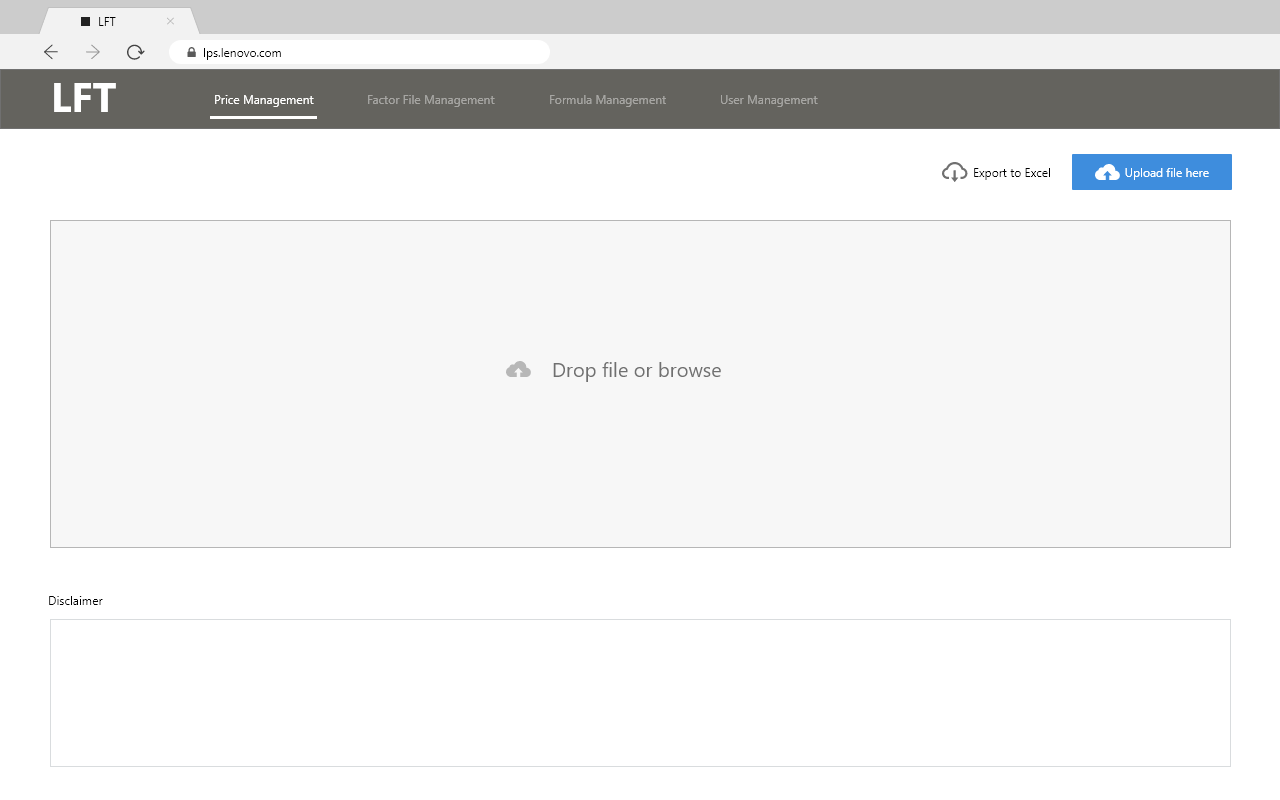 LFT
lps.lenovo.com
LFT
Price Management
Factor File Management
Formula Management
User Management
Export to Excel
Upload file here
Drop file or browse
Disclaimer